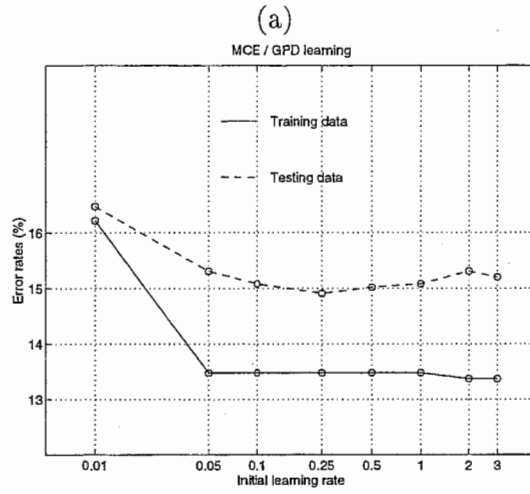 (a)
MCE / GPD learning
Training data
Testing data
Error rates (%)
16
15
14
13
0.01 0.05 0.1 0.25 0.5 1 2 3
Initial learning rate